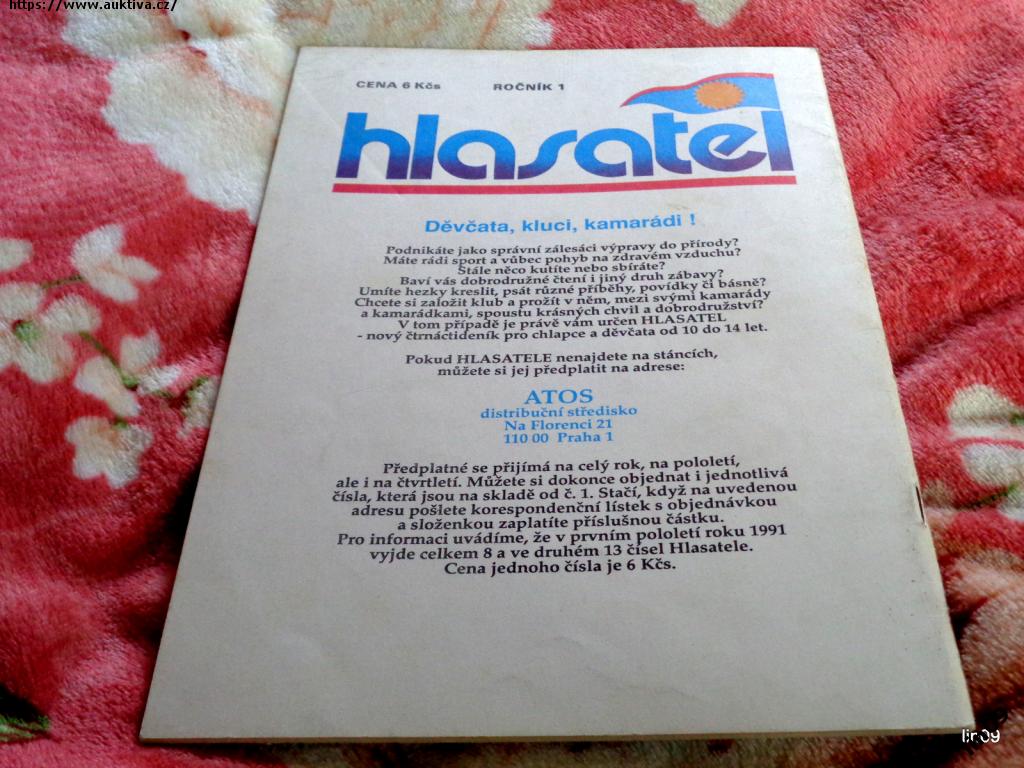 https://www.auktiva.cz/
CENA 6 Kčs ROČNÍK 1
hlasatel
Děvčata, kluci, kamarádi !
Podnikáte jako správní zálesáci výpravy do přírody?
Máte rádi sport a vůbec pohyb na zdravém vzduchu?
Stále něco kutíte nebo sbíráte?
Baví vás dobrodružné čtení i jiný druh zábavy?
Umíte hezky kreslit, psát různé příběhy, povídky či básně?
Chcete si založit klub a prožít v něm, mezi svými kamarády
a kamarádkami, spoustu krásných chvil a dobrodružství?
V tom případě je právě vám určen HLASATEL
- nový čtrnáctideník pro chlapce a děvčata od 10 do 14 let.
Pokud HLASATELE nenajdete na stáncích,
můžete si jej předplatit na adrese:
ATOS
distribuční středisko
Na Florenci 21
110 00 Praha 1
Předplatné se přijímá na celý rok, na pololetí,
ale i na čtvrtletí. Můžete si dokonce objednat i jednotlivá
čísla, která jsou na skladě od č. 1. Stačí, když na uvedenou
adresu pošlete korespondenční lístek s objednávkou
a složenkou zaplatíte příslušnou částku.
Pro informaci uvádíme, že v prvním pololetí roku 1991
vyjde celkem 8 a ve druhém 13 čísel Hlasatele.
Cena jednoho čísla je 6 Kčs.